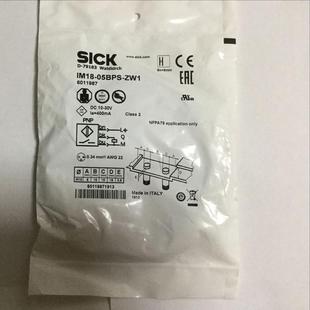 SICK
D-79183 Waldkirch
www.sick.com
IM18-05BPS-ZW1
6011987
CE
EAC
DC 10-30V
Ia=400mA
Class 2
PNP
L+
Q
M
NFPA79 application only
0.34 mm²/ AWG 22
Ø A B C D E
Made in ITALY